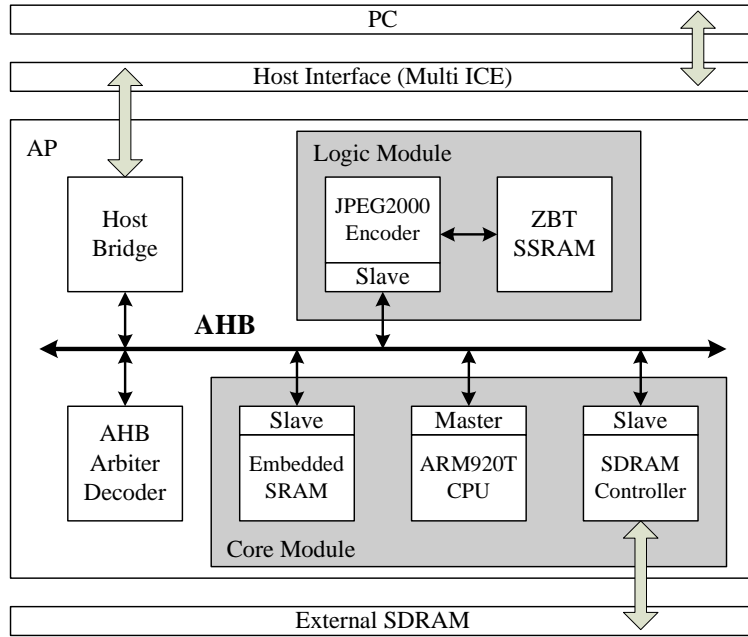 PC
Host Interface (Multi ICE)
AP
Logic Module
Host
Bridge
JPEG2000
Encoder
Slave
ZBT
SSRAM
AHB
AHB
Arbiter
Decoder
Slave
Embedded
SRAM
Master
ARM920T
CPU
Slave
SDRAM
Controller
Core Module
External SDRAM